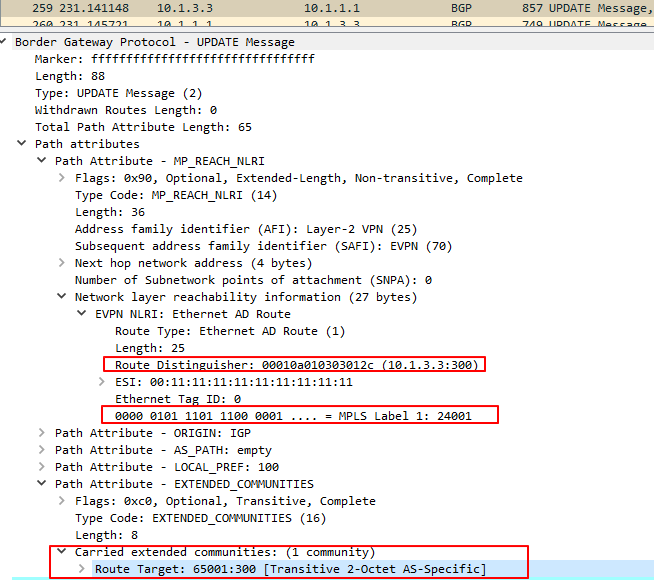 259 231.141148 10.1.3.3 10.1.1.1 BGP 857 UPDATE Message,
260 231.145721 10.1.1.1 10.1.3.3 BGP 749 UPDATE Message,
Border Gateway Protocol - UPDATE Message
Marker: ffffffffffffffffffffffffffffffff
Length: 88
Type: UPDATE Message (2)
Withdrawn Routes Length: 0
Total Path Attribute Length: 65
Path attributes
Path Attribute - MP_REACH_NLRI
Flags: 0x90, Optional, Extended-Length, Non-transitive, Complete
Type Code: MP_REACH_NLRI (14)
Length: 36
Address family identifier (AFI): Layer-2 VPN (25)
Subsequent address family identifier (SAFI): EVPN (70)
Next hop network address (4 bytes)
Number of Subnetwork points of attachment (SNPA): 0
Network layer reachability information (27 bytes)
EVPN NLRI: Ethernet AD Route
Route Type: Ethernet AD Route (1)
Length: 25
Route Distinguisher: 00010a010303012c (10.1.3.3:300)
ESI: 00:11:11:11:11:11:11:11:11:11
Ethernet Tag ID: 0
0000 0101 1101 1100 0001 .... = MPLS Label 1: 24001
Path Attribute - ORIGIN: IGP
Path Attribute - AS_PATH: empty
Path Attribute - LOCAL_PREF: 100
Path Attribute - EXTENDED_COMMUNITIES
Flags: 0xc0, Optional, Transitive, Complete
Type Code: EXTENDED_COMMUNITIES (16)
Length: 8
Carried extended communities: (1 community)
Route Target: 65001:300 [Transitive 2-Octet AS-Specific]